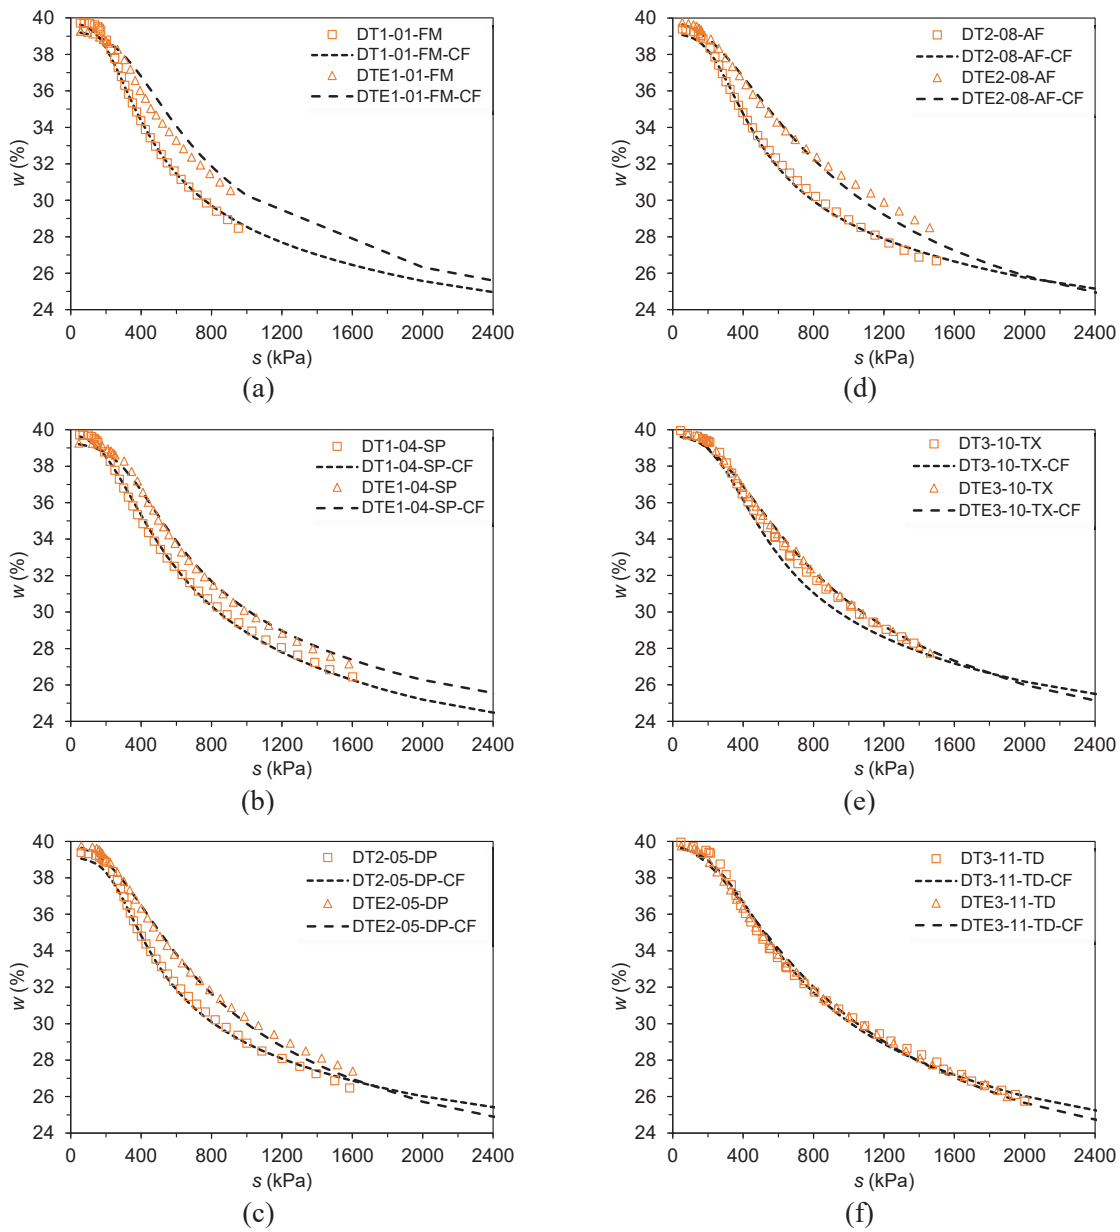 40
38
36
34
32
30
28
26
24
w (%)
DT1-01-FM
DT1-01-FM-CF
DTE1-01-FM
DTE1-01-FM-CF
0 400 800 1200 1600 2000 2400
s (kPa)
(a)
40
38
36
34
32
30
28
26
24
w (%)
DT2-08-AF
DT2-08-AF-CF
DTE2-08-AF
DTE2-08-AF-CF
0 400 800 1200 1600 2000 2400
s (kPa)
(d)
40
38
36
34
32
30
28
26
24
w (%)
DT1-04-SP
DT1-04-SP-CF
DTE1-04-SP
DTE1-04-SP-CF
0 400 800 1200 1600 2000 2400
s (kPa)
(b)
40
38
36
34
32
30
28
26
24
w (%)
DT3-10-TX
DT3-10-TX-CF
DTE3-10-TX
DTE3-10-TX-CF
0 400 800 1200 1600 2000 2400
s (kPa)
(e)
40
38
36
34
32
30
28
26
24
w (%)
DT2-05-DP
DT2-05-DP-CF
DTE2-05-DP
DTE2-05-DP-CF
0 400 800 1200 1600 2000 2400
s (kPa)
(c)
40
38
36
34
32
30
28
26
24
w (%)
DT3-11-TD
DT3-11-TD-CF
DTE3-11-TD
DTE3-11-TD-CF
0 400 800 1200 1600 2000 2400
s (kPa)
(f)